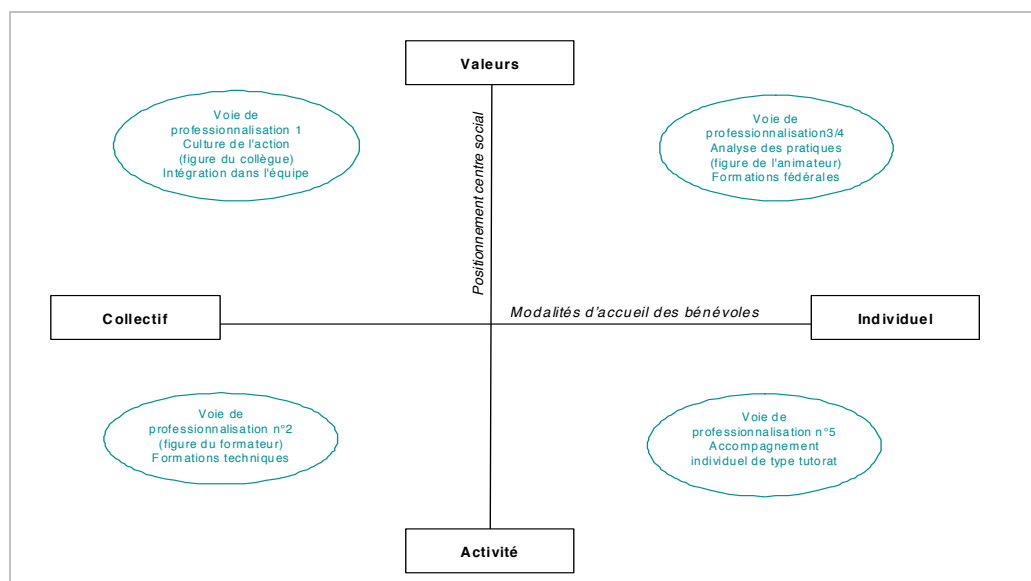 Valeurs
Voie de
professionnalisation 1
Culture de l'action
(figure du collègue)
Intégration dans l'équipe
Voie de
professionnalisation3/4
Analyse des pratiques
(figure de l'animateur)
Formations fédérales
Positionnement centre social
Collectif
Modalités d'accueil des bénévoles
Individuel
Voie de
professionnalisation n°2
(figure du formateur)
Formations techniques
Voie de
professionnalisation n°5
Accompagnement
individuel de type tutorat
Activité